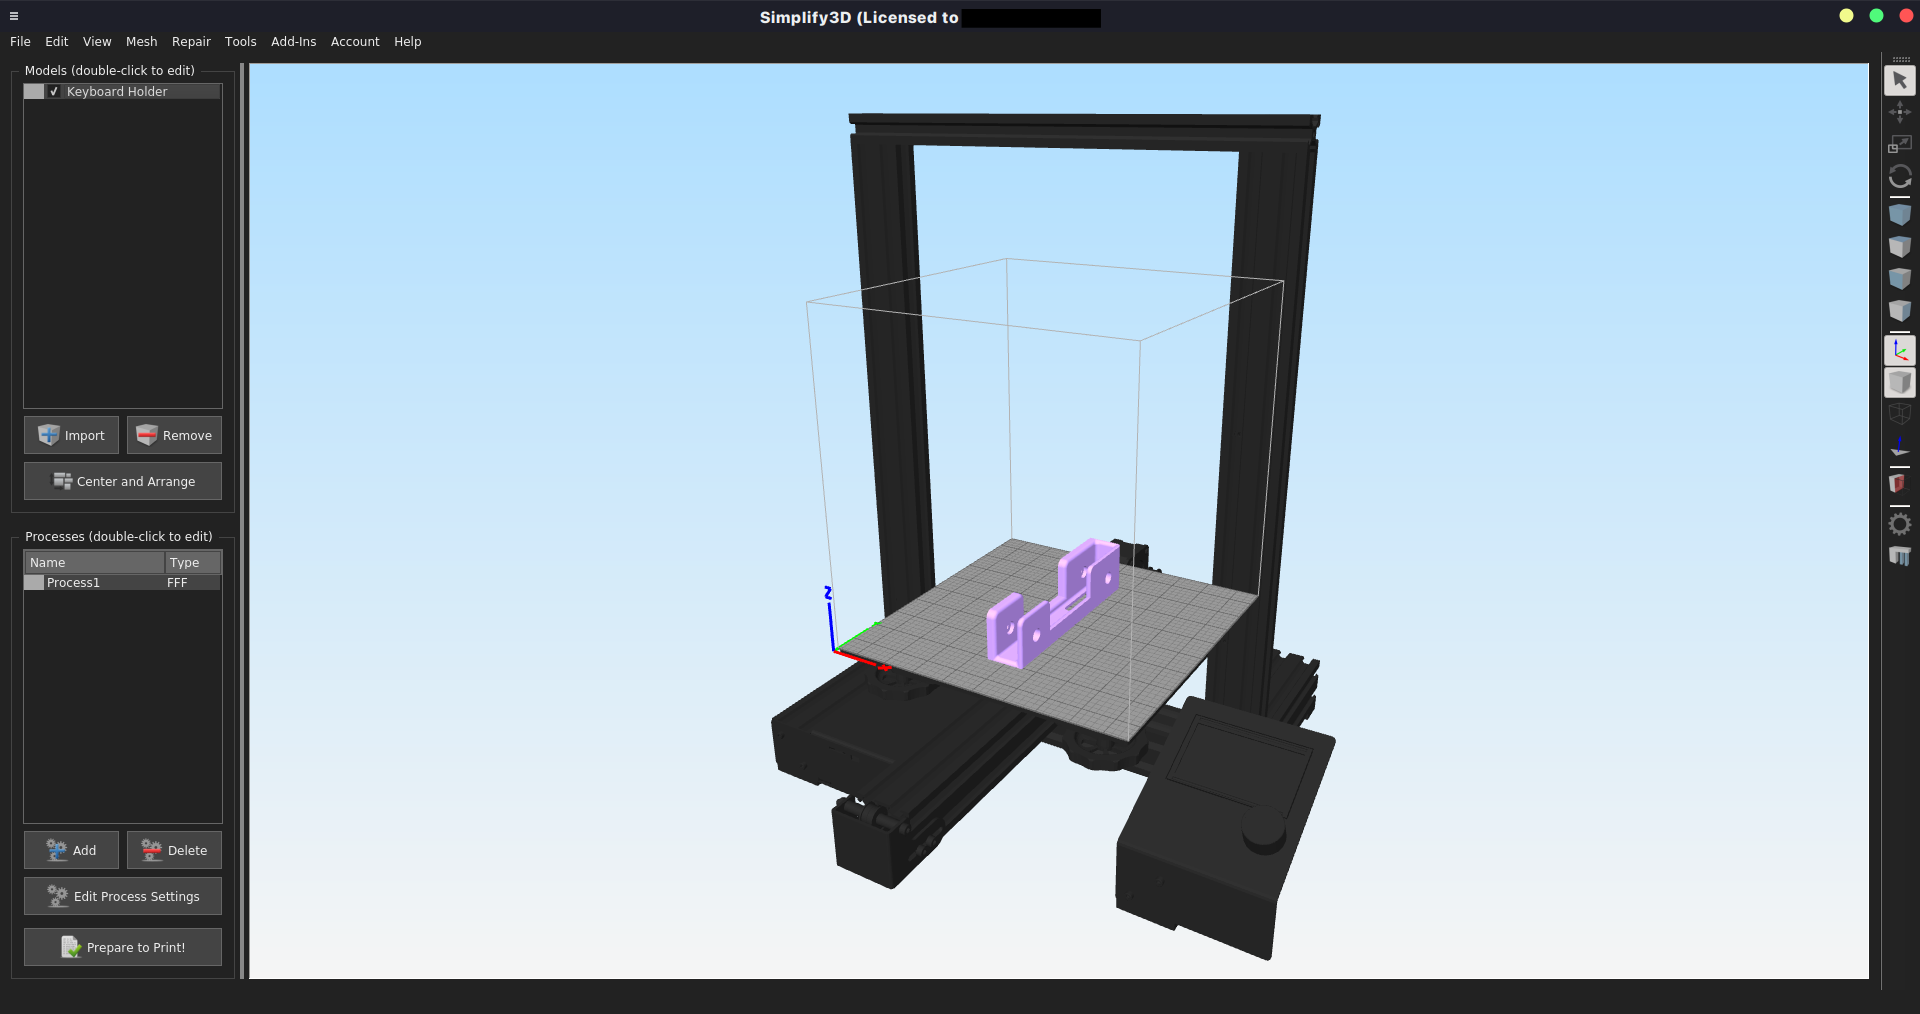 Simplify3D (Licensed to
File Edit View Mesh Repair Tools Add-Ins Account Help
Models (double-click to edit)
Keyboard Holder
Import
Remove
Center and Arrange
Processes (double-click to edit)
Name Type
Process1 FFF
Add
Delete
Edit Process Settings
Prepare to Print!
Z